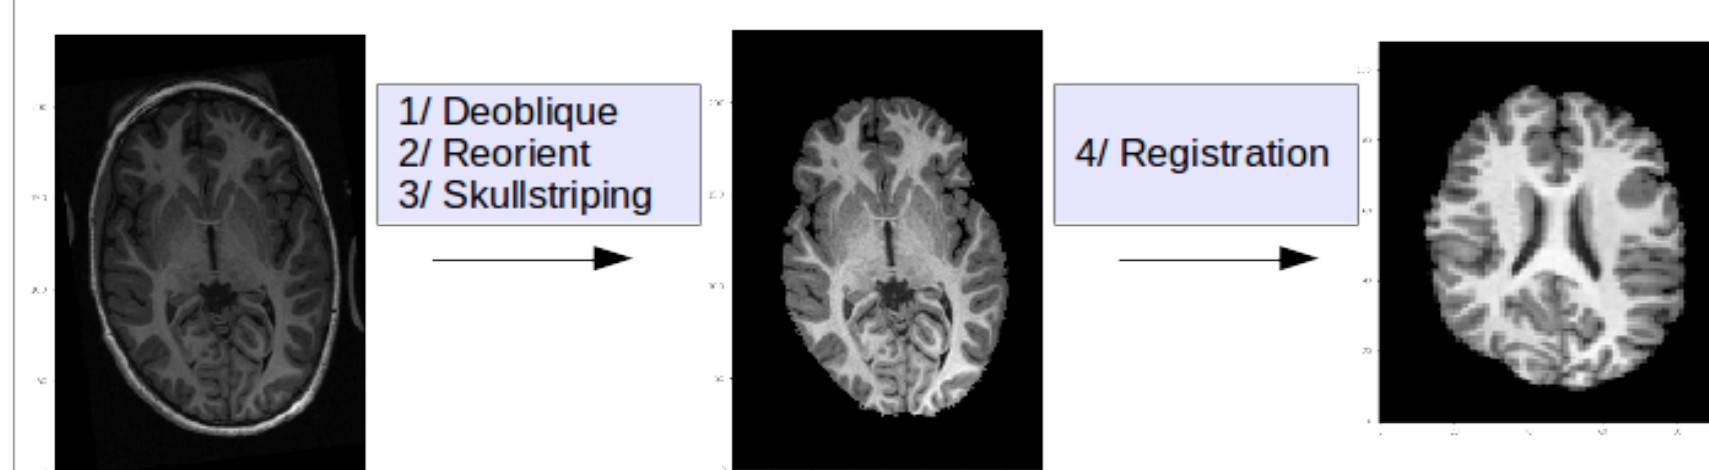 1/ Deoblique
2/ Reorient
3/ Skullstriping
4/ Registration